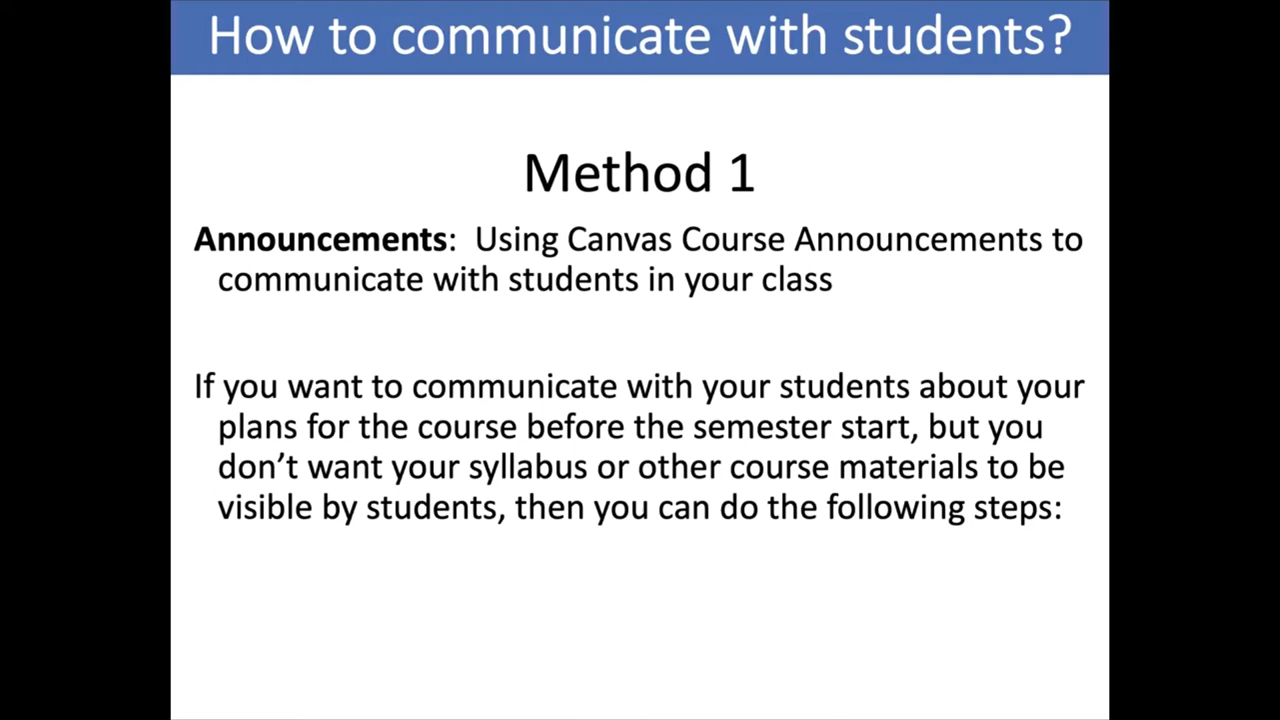 How to communicate with students?
Method 1
Announcements:  Using Canvas Course Announcements to
communicate with students in your class
If you want to communicate with your students about your
plans for the course before the semester start, but you
don’t want your syllabus or other course materials to be
visible by students, then you can do the following steps: